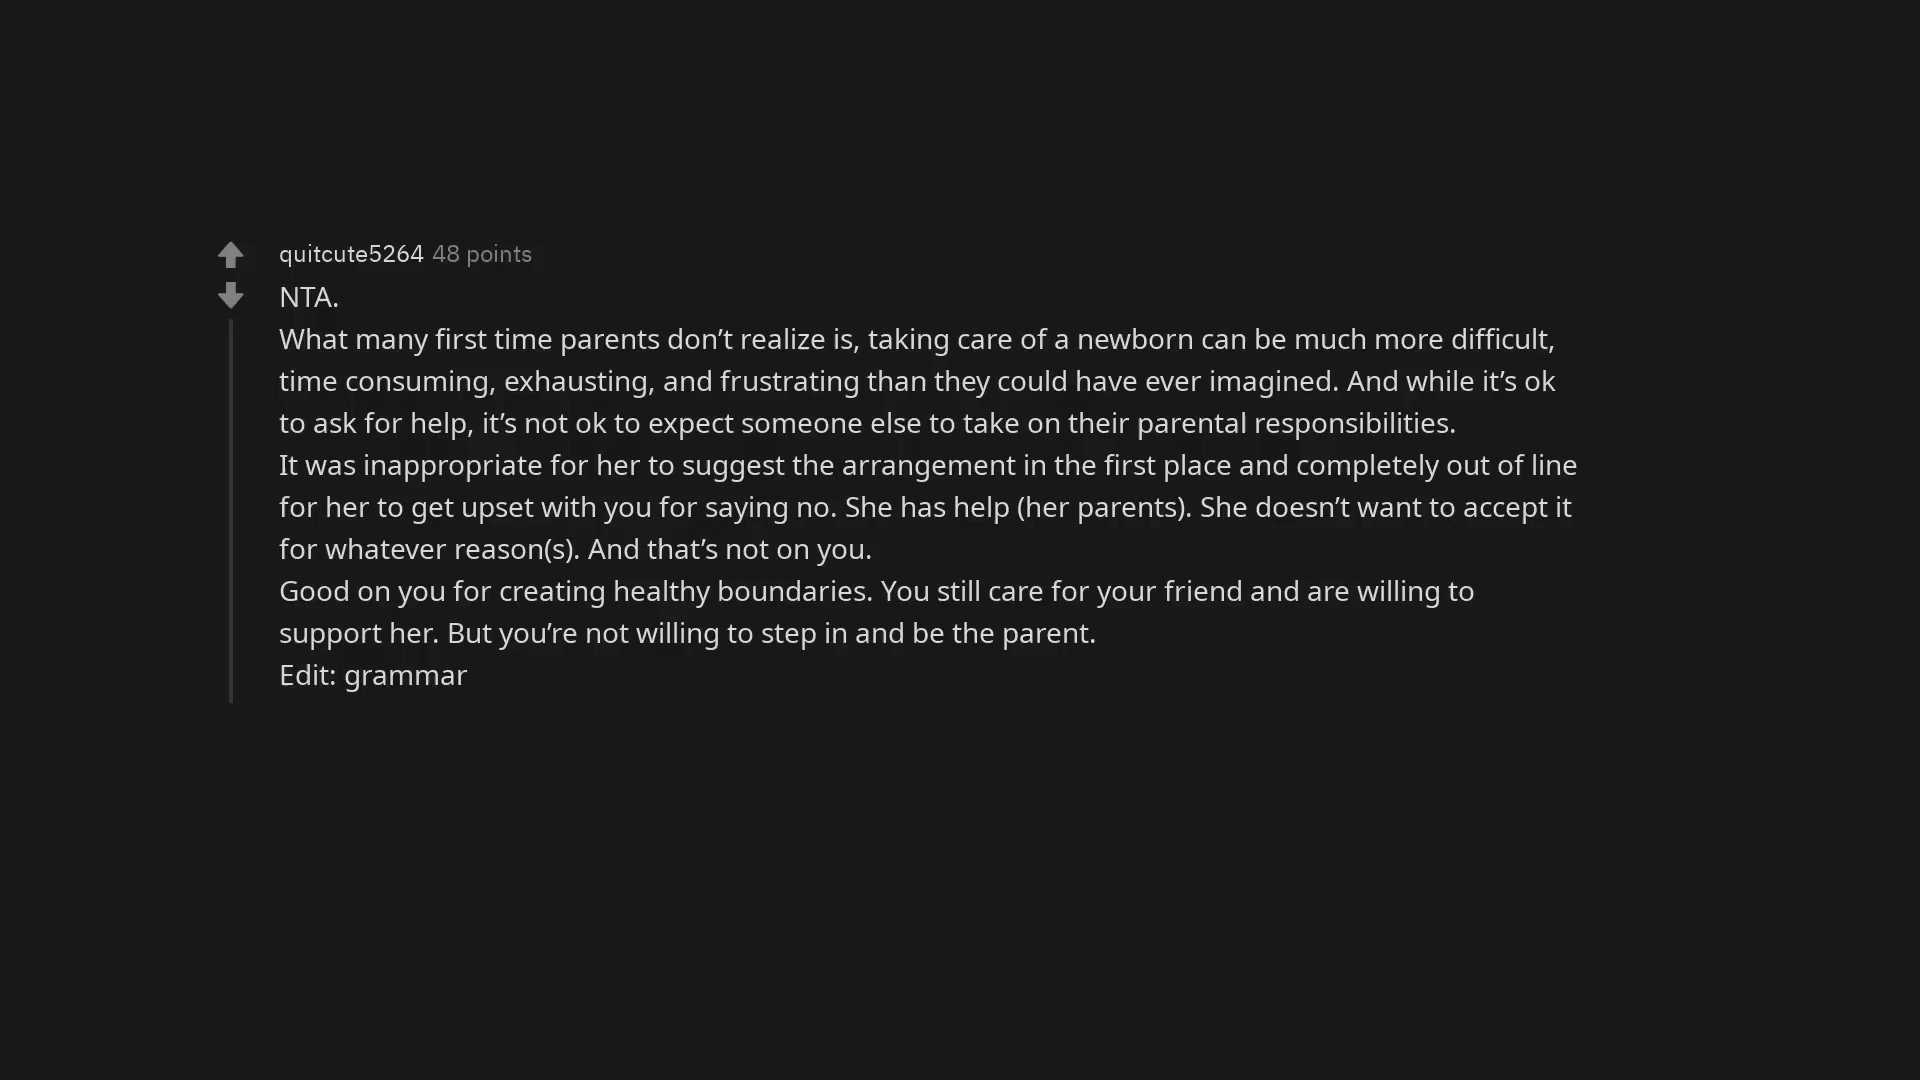 quitcute5264 48 points
NTA.
What many first time parents don’t realize is, taking care of a newborn can be much more difficult,
time consuming, exhausting, and frustrating than they could have ever imagined. And while it’s ok
to ask for help, it’s not ok to expect someone else to take on their parental responsibilities.
It was inappropriate for her to suggest the arrangement in the first place and completely out of line
for her to get upset with you for saying no. She has help (her parents). She doesn’t want to accept it
for whatever reason(s). And that’s not on you.
Good on you for creating healthy boundaries. You still care for your friend and are willing to
support her. But you’re not willing to step in and be the parent.
Edit: grammar